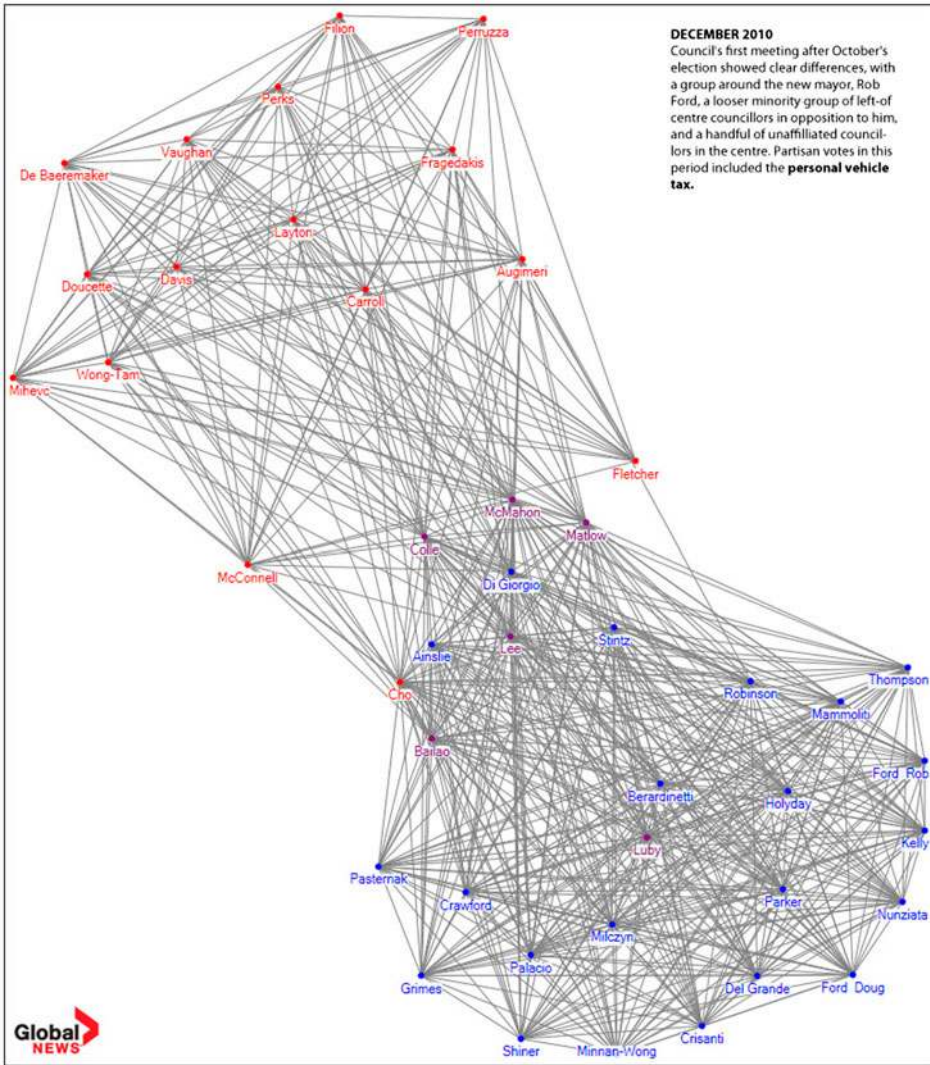 Filion
Perruzza
DECEMBER 2010
Council's first meeting after October's
election showed clear differences, with
a group around the new mayor, Rob
Ford, a looser minority group of left-of
centre councillors in opposition to him,
and a handful of unaffilliated council-
lors in the centre. Partisan votes in this
period included the personal vehicle
tax.
Perks
Vaughan
Fragedakis
De Baeremaker
Layton
Augimeri
Davis
Doucette
Carroll
Wong-Tam
Mihevc
Fletcher
McMahon
Matlow
Colle
McConnell
Di Giorgio
Stintz
Lee
Ainslie
Thompson
Cho
Robinson
Mammoliti
Bailao
Ford Rob
Berardinetti
Holyday
Kelly
Luby
Pasternak
Crawford
Parker
Nunziata
Milczyn
Palacio
Grimes
Del Grande
Ford Doug
Crisanti
Shiner
Minnan-Wong
Global
NEWS